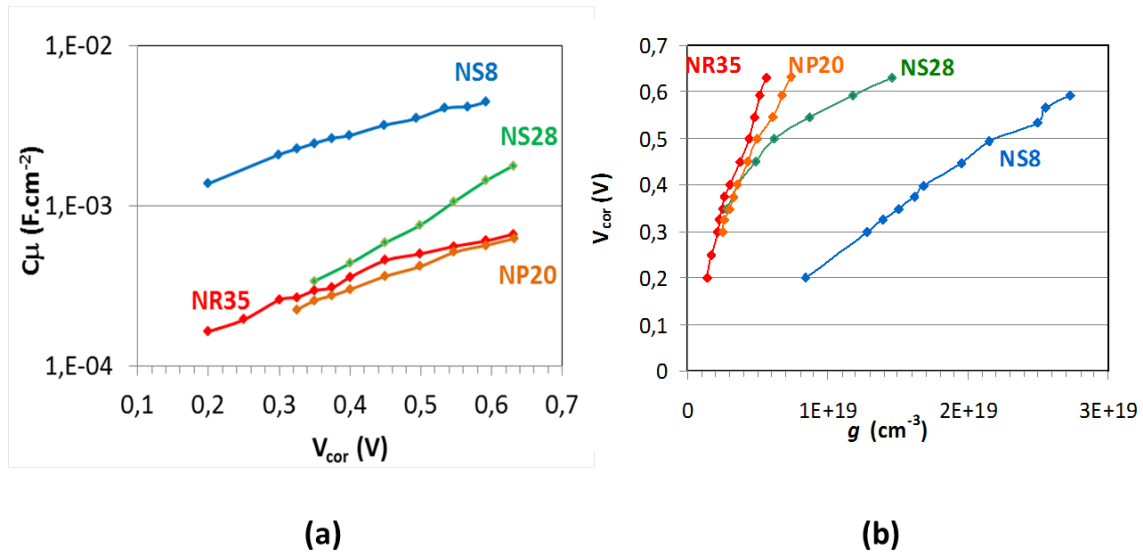 1,E-02
1,E-03
1,E-04
Cμ (F.cm⁻²)
NS8
NS28
NR35
NP20
0,1 0,2 0,3 0,4 0,5 0,6 0,7
V_cor (V)
(a)
0,7
0,6
0,5
0,4
0,3
0,2
0,1
0
V_cor (V)
NR35 NP20 NS28
NS8
0 1E+19 2E+19 3E+19
g (cm⁻³)
(b)